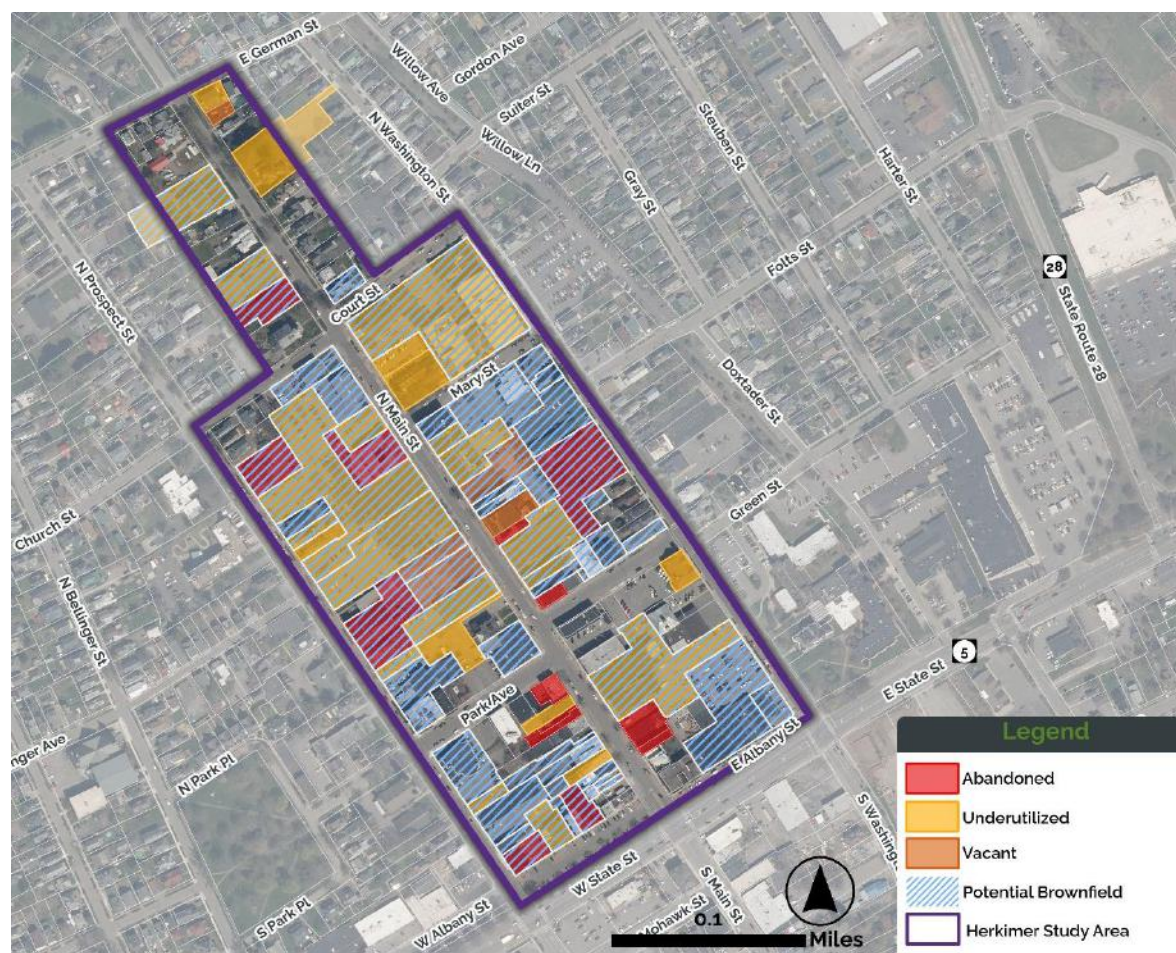 E German St
Willow Ave
Gordon Ave
Suiter St
N Washington St
Willow Ln
Steuben St
Gray St
Harter St
Folts St
28
State Route 28
N Prospect St
Court St
Mary St
N Main St
Doxtader St
Green St
Church St
N Bellinger St
5
E State St
Park Ave
E Albany St
nger Ave
N Park Pl
S Park Pl
W Albany St
W State St
S Main St
Mohawk St
S Washing
0.1
Miles
Legend
Abandoned
Underutilized
Vacant
Potential Brownfield
Herkimer Study Area